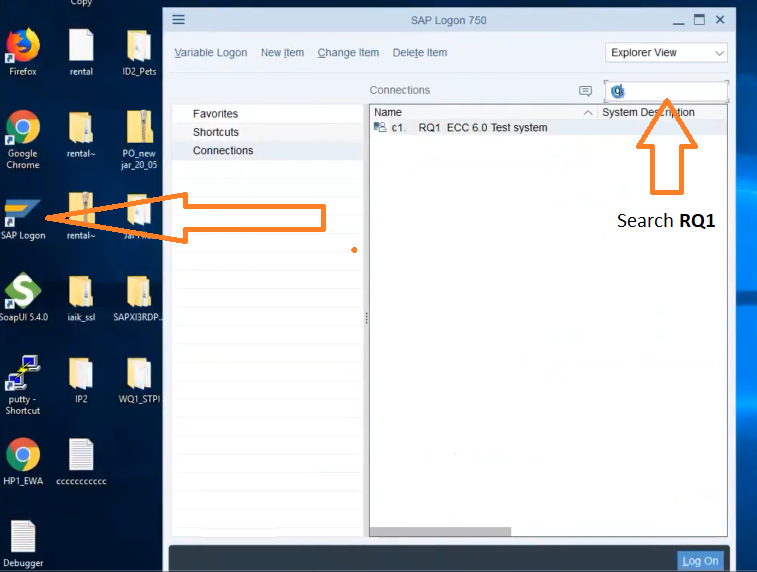 Copy
Firefox
rental
ID2_Pets
Google
Chrome
rental~
PO_new
jar_20_05
SAP Logon
rental~
SoapUI 5.4.0
iaik_ssl
SAPXI3RDP...
putty -
Shortcut
IP2
WQ1_STPI
HP1_EWA
ccccccccccc
Debugger
SAP Logon 750
Variable Logon New Item Change Item Delete Item
Explorer View
Connections
Favorites
Shortcuts
Connections
Name System Description
c1. RQ1 ECC 6.0 Test system
Search RQ1
Log On